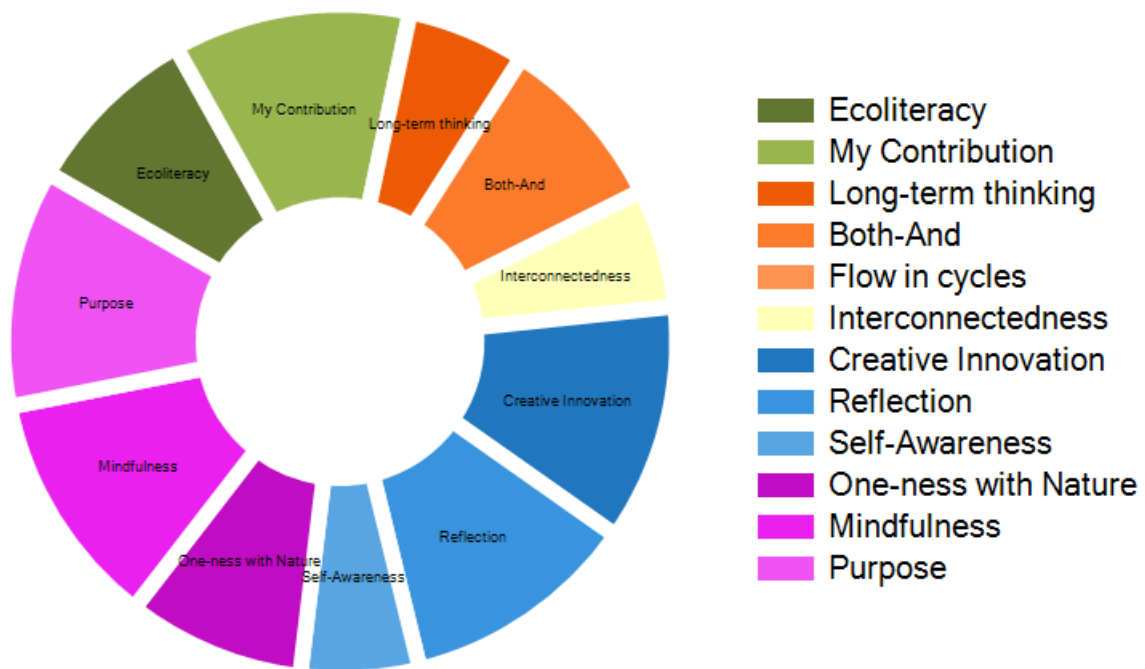 My Contribution
Long-term thinking
Ecoliteracy
Both-And
Interconnectedness
Purpose
Creative Innovation
Mindfulness
Reflection
One-ness with Nature
Self-Awareness
Ecoliteracy
My Contribution
Long-term thinking
Both-And
Flow in cycles
Interconnectedness
Creative Innovation
Reflection
Self-Awareness
One-ness with Nature
Mindfulness
Purpose